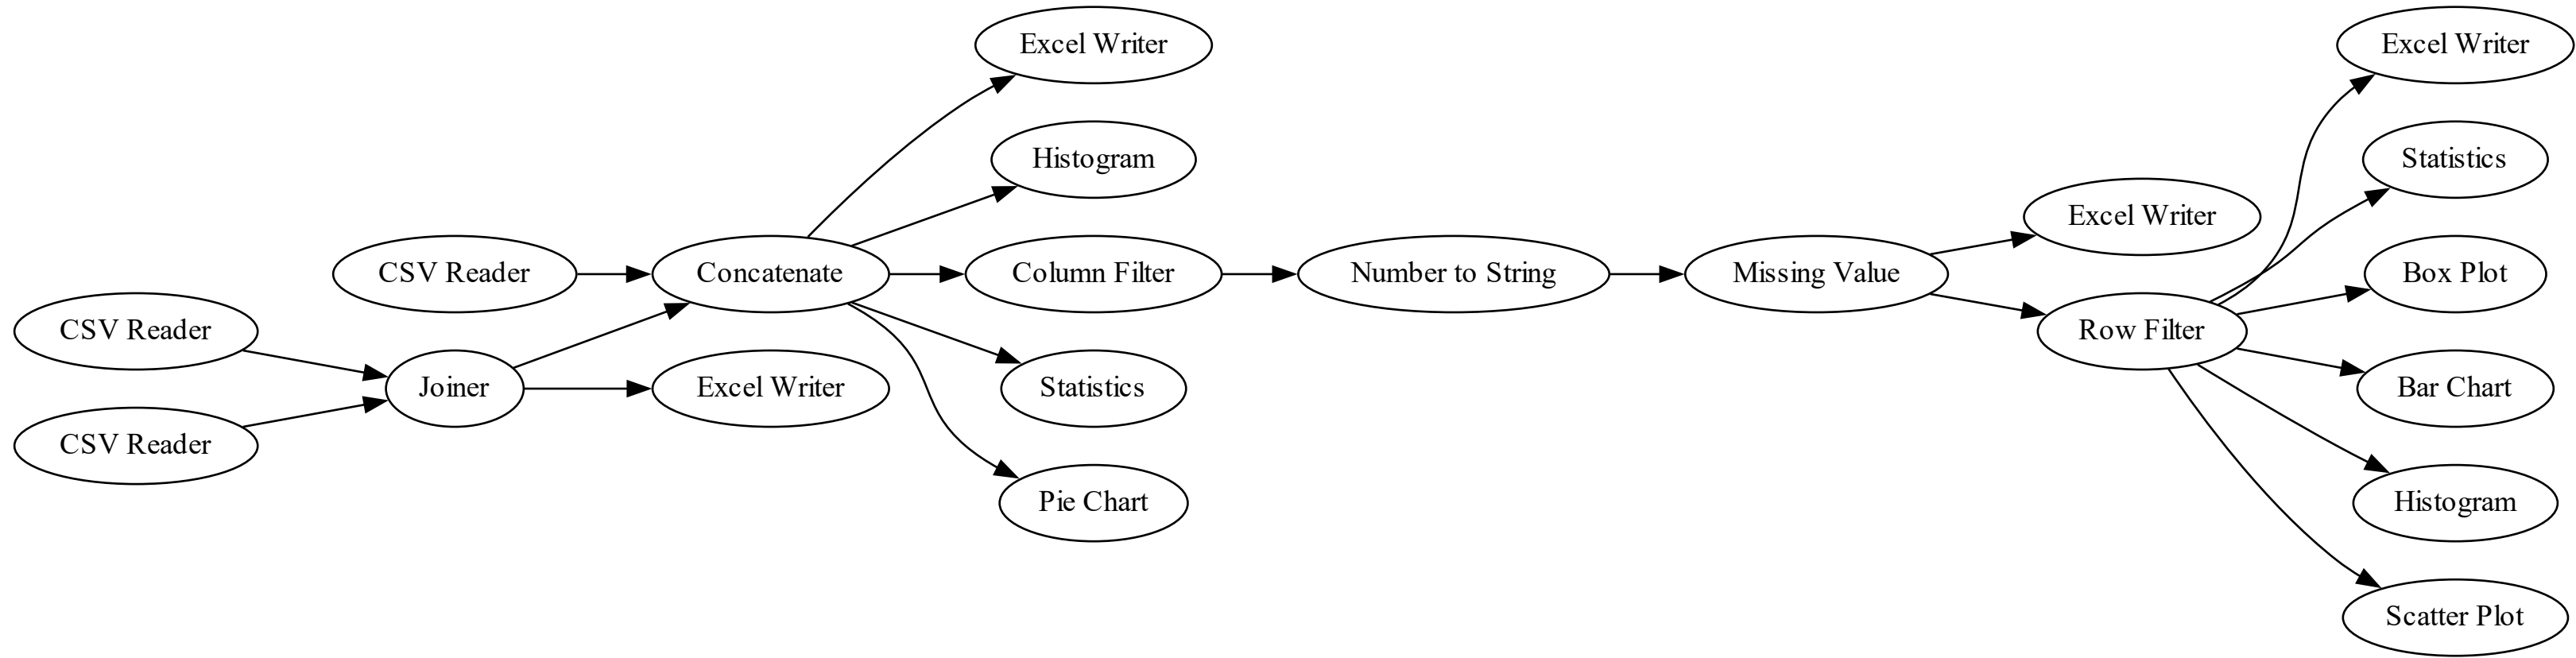 CSV Reader
CSV Reader
CSV Reader
Joiner
Concatenate
Excel Writer
Excel Writer
Histogram
Column Filter
Statistics
Pie Chart
Number to String
Missing Value
Excel Writer
Row Filter
Excel Writer
Statistics
Box Plot
Bar Chart
Histogram
Scatter Plot